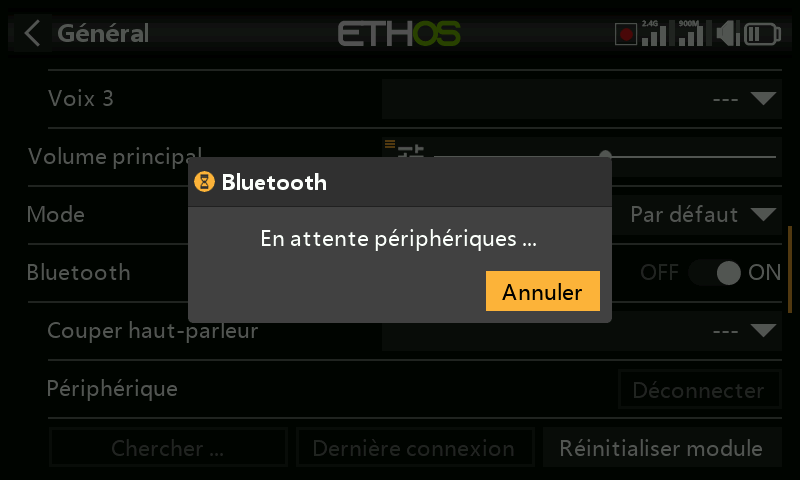 Général
ETHOS
2.4G
900M
Voix 3
---
Volume principal
Bluetooth
En attente périphériques ...
Annuler
Mode
Par défaut
Bluetooth
OFF
ON
Couper haut-parleur
---
Périphérique
Déconnecter
Chercher ...
Dernière connexion
Réinitialiser module